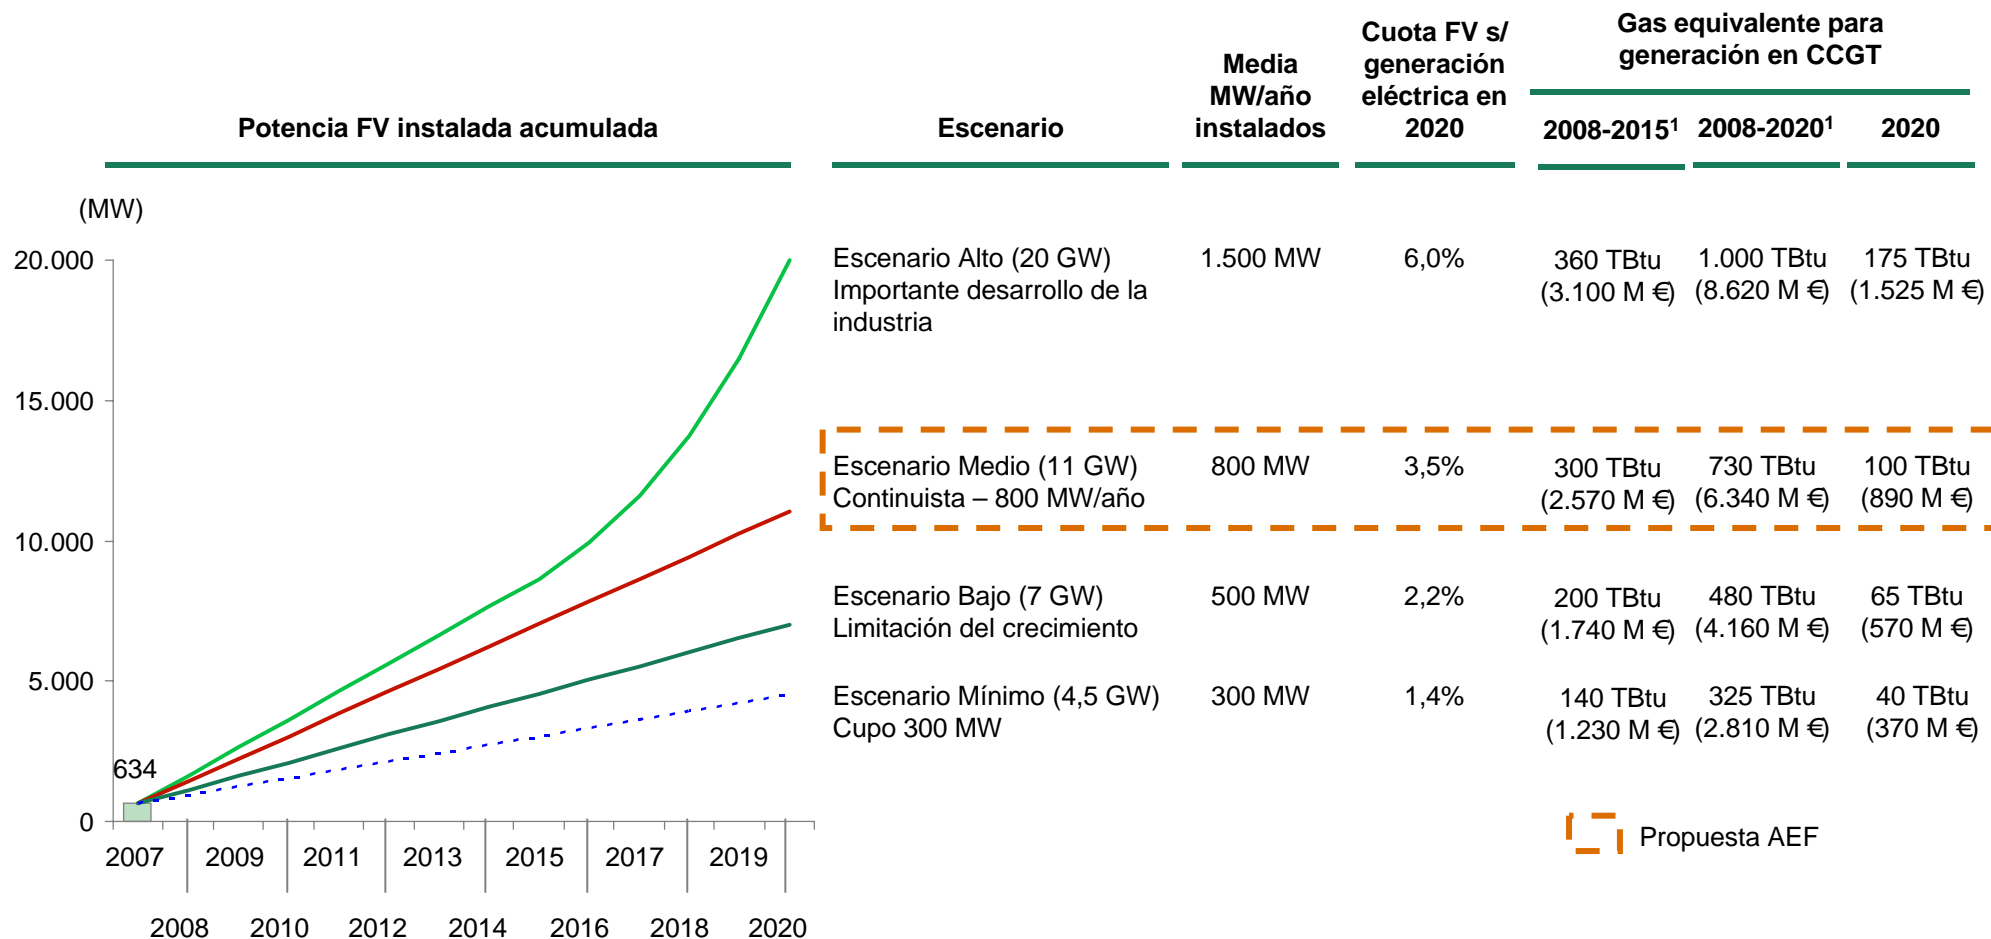 Potencia FV instalada acumulada
Escenario
Media
MW/año
instalados
Cuota FV s/
generación
eléctrica en
2020
Gas equivalente para
generación en CCGT
2008-2015¹
2008-2020¹
2020
(MW)
20.000
15.000
10.000
5.000
0
634
2007
2009
2011
2013
2015
2017
2019
2008
2010
2012
2014
2016
2018
2020
Escenario Alto (20 GW)
Importante desarrollo de la
industria
1.500 MW
6,0%
360 TBtu
(3.100 M €)
1.000 TBtu
(8.620 M €)
175 TBtu
(1.525 M €)
Escenario Medio (11 GW)
Continuista – 800 MW/año
800 MW
3,5%
300 TBtu
(2.570 M €)
730 TBtu
(6.340 M €)
100 TBtu
(890 M €)
Escenario Bajo (7 GW)
Limitación del crecimiento
500 MW
2,2%
200 TBtu
(1.740 M €)
480 TBtu
(4.160 M €)
65 TBtu
(570 M €)
Escenario Mínimo (4,5 GW)
Cupo 300 MW
300 MW
1,4%
140 TBtu
(1.230 M €)
325 TBtu
(2.810 M €)
40 TBtu
(370 M €)
Propuesta AEF